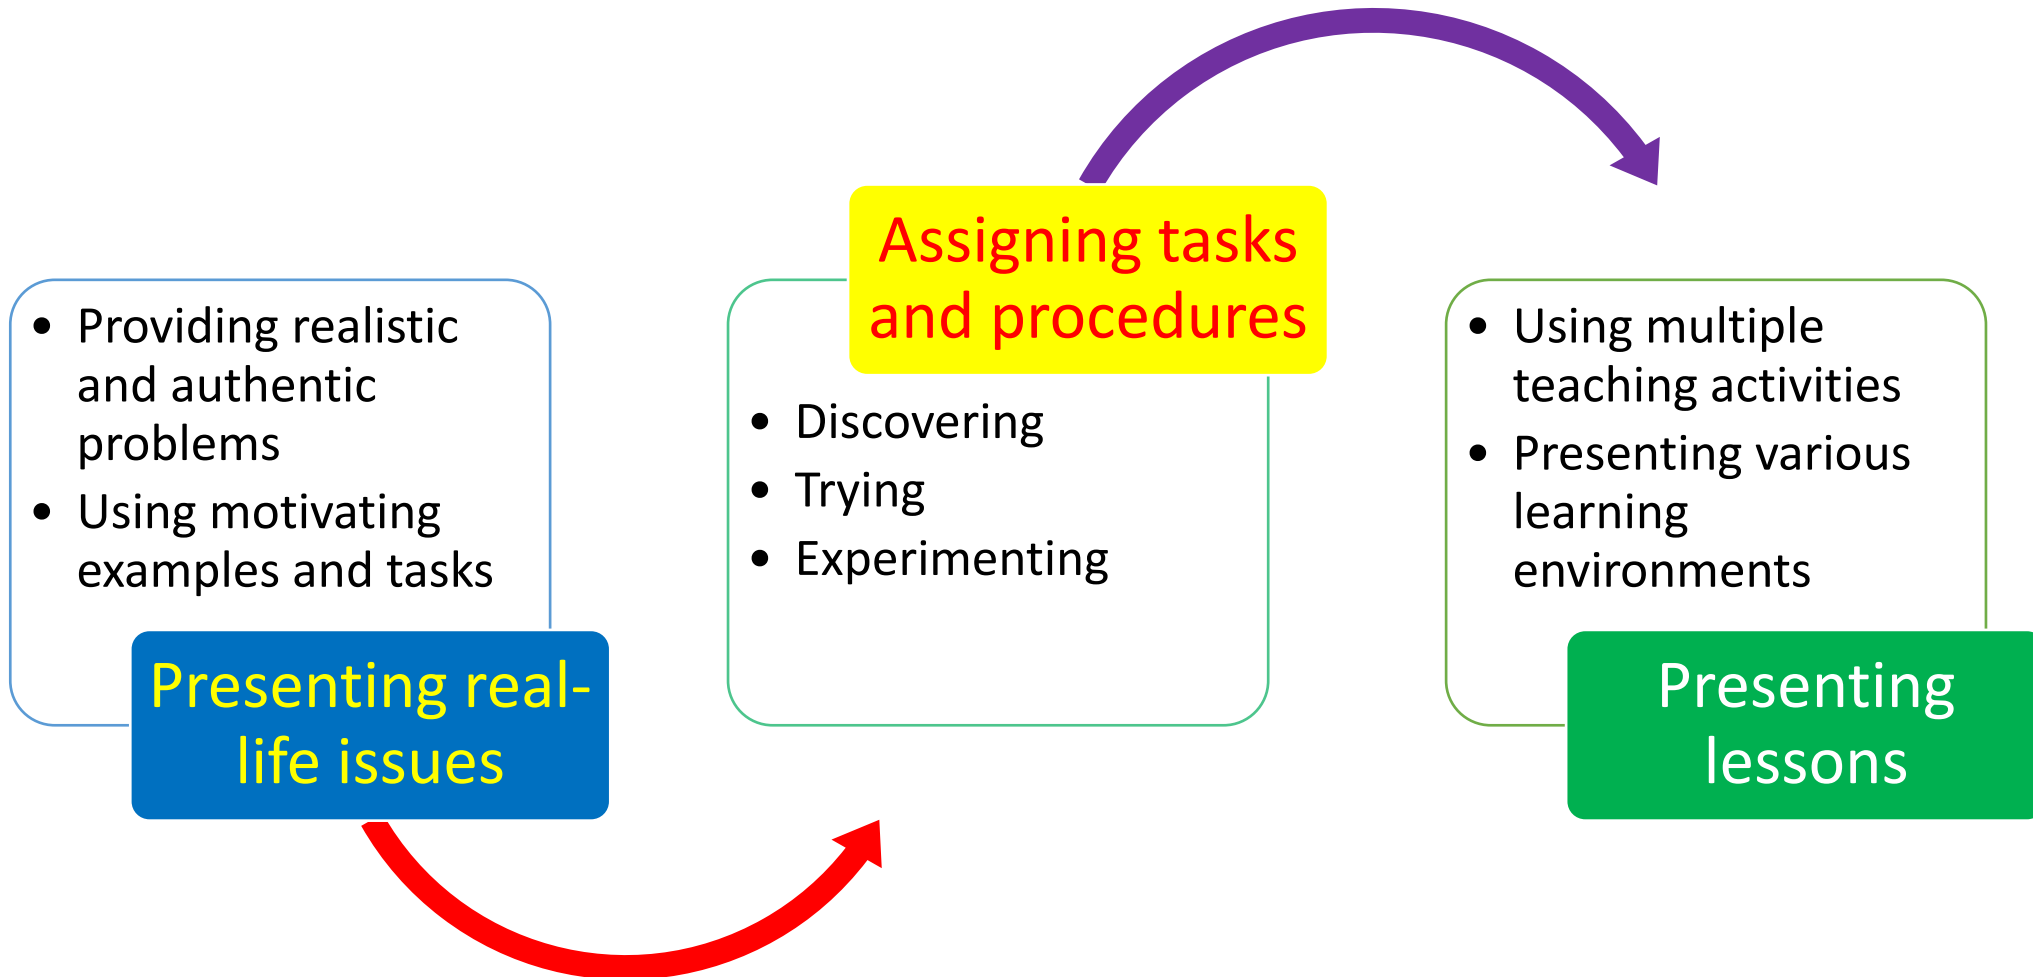 • Providing realistic
and authentic
problems
• Using motivating
examples and tasks
Presenting real-
life issues
Assigning tasks
and procedures
• Discovering
• Trying
• Experimenting
• Using multiple
teaching activities
• Presenting various
learning
environments
Presenting
lessons